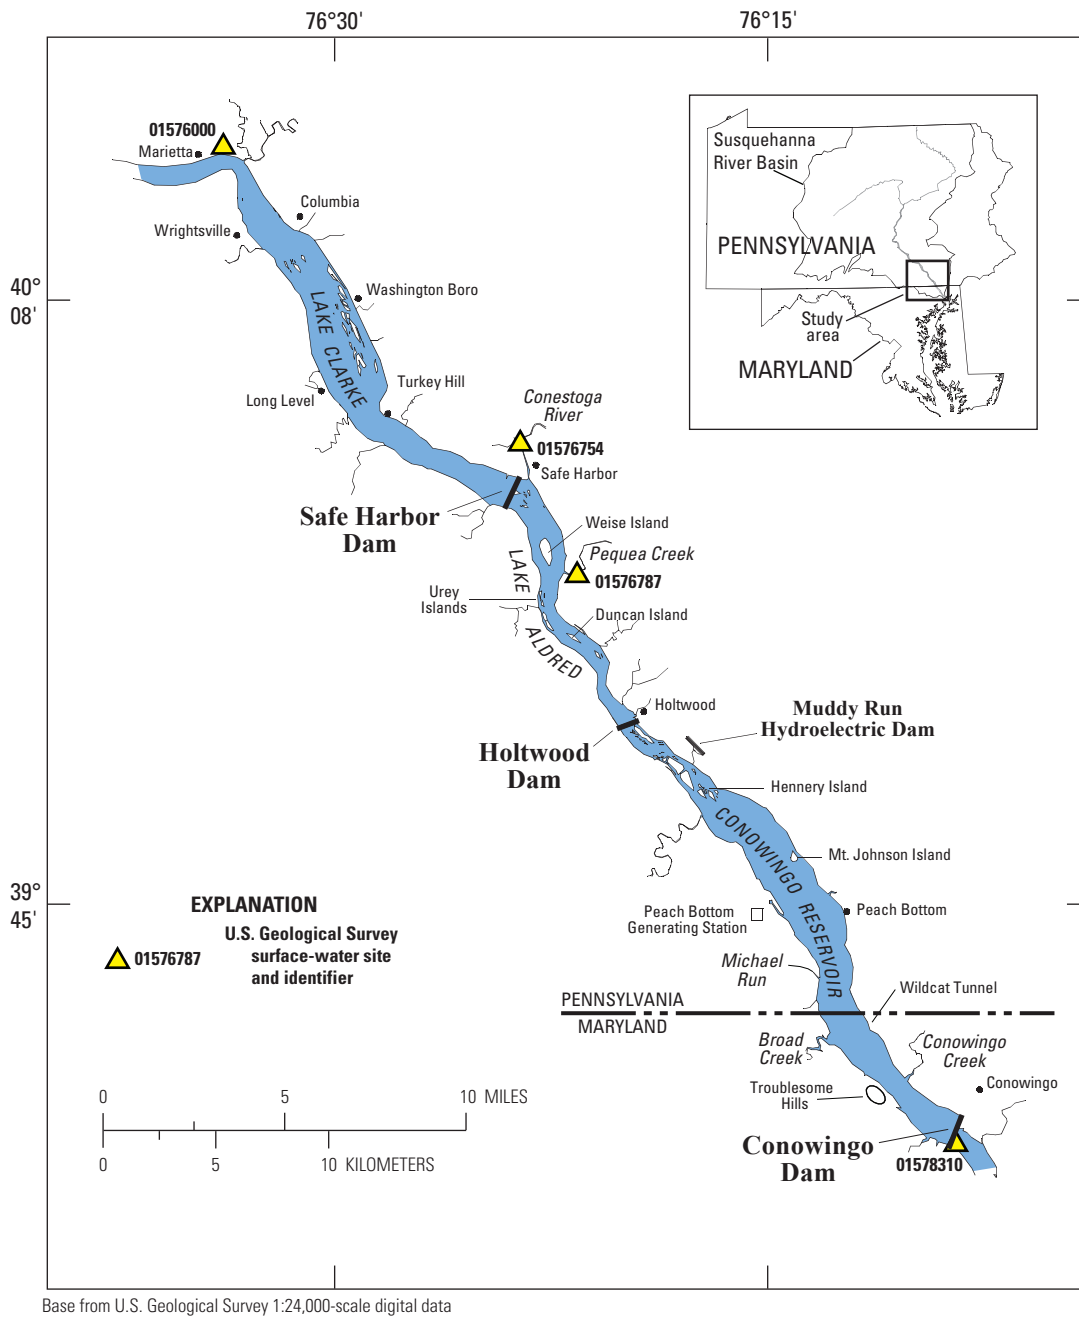 76°30'
76°15'
01576000
Marietta
Susquehanna
River Basin
Columbia
Wrightsville
PENNSYLVANIA
40°
08'
Washington Boro
LAKE CLARKE
Study
area
MARYLAND
Turkey Hill
Long Level
Conestoga
River
01576754
Safe Harbor
Safe Harbor
Dam
Weise Island
LAKE ALDRED
Pequea Creek
01576787
Urey
Islands
Duncan Island
Holtwood
Muddy Run
Hydroelectric Dam
Holtwood
Dam
Hennery Island
CONOWINGO RESERVOIR
Mt. Johnson Island
39°
45'
EXPLANATION
Peach Bottom
Generating Station
Peach Bottom
01576787
U.S. Geological Survey
surface-water site
and identifier
Michael
Run
Wildcat Tunnel
PENNSYLVANIA
MARYLAND
Broad
Creek
Conowingo
Creek
Troublesome
Hills
Conowingo
0 5 10 MILES
0 5 10 KILOMETERS
Conowingo
Dam
01578310
Base from U.S. Geological Survey 1:24,000-scale digital data